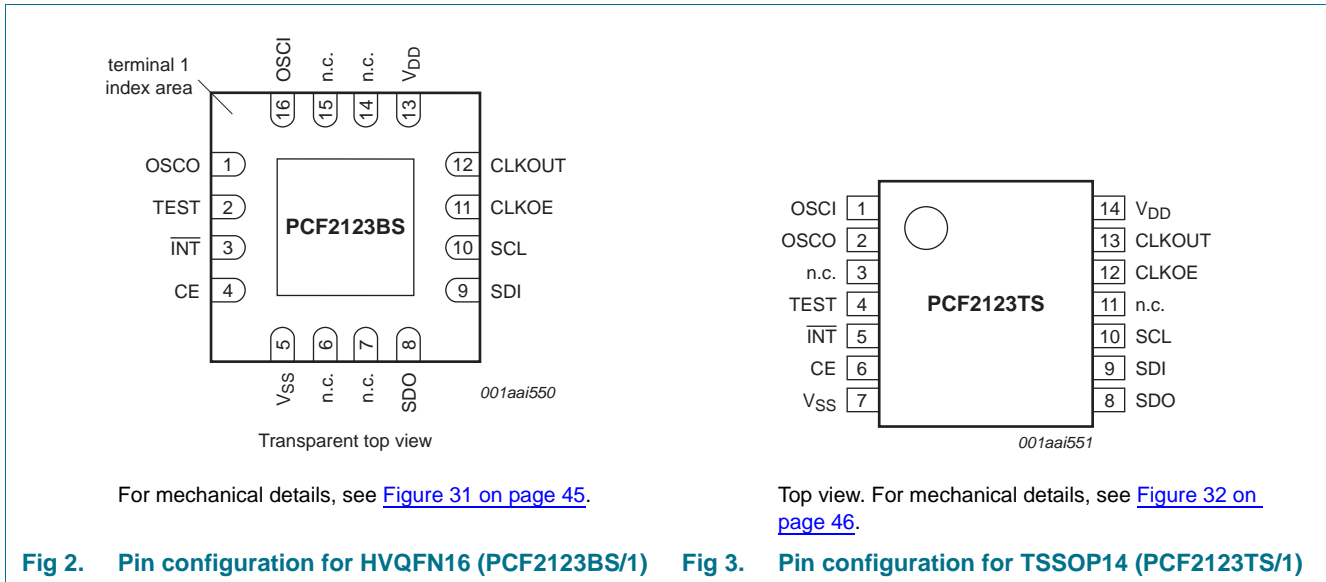 terminal 1
index area
OSCI
n.c.
n.c.
VDD
16
15
14
13
OSCO 1
TEST 2
INT 3
CE 4
PCF2123BS
12 CLKOUT
11 CLKOE
10 SCL
9 SDI
5
6
7
8
VSS
n.c.
n.c.
SDO
001aai550
Transparent top view
For mechanical details, see Figure 31 on page 45.
Fig 2. Pin configuration for HVQFN16 (PCF2123BS/1)
OSCI 1
OSCO 2
n.c. 3
TEST 4
INT 5
CE 6
VSS 7
PCF2123TS
14 VDD
13 CLKOUT
12 CLKOE
11 n.c.
10 SCL
9 SDI
8 SDO
001aai551
Top view. For mechanical details, see Figure 32 on
page 46.
Fig 3. Pin configuration for TSSOP14 (PCF2123TS/1)